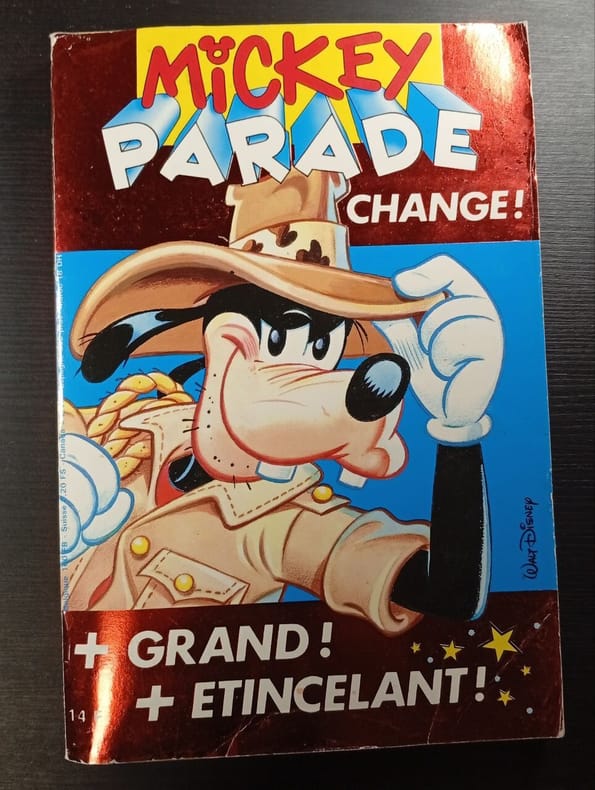 MICKEY
PARADE
CHANGE!
WALT DISNEY
+ GRAND!
+ ETINCELANT!
14